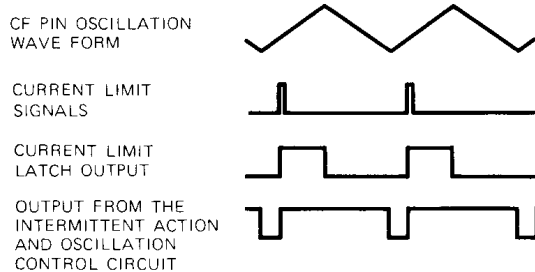 CF PIN OSCILLATION
WAVE FORM
CURRENT LIMIT
SIGNALS
CURRENT LIMIT
LATCH OUTPUT
OUTPUT FROM THE
INTERMITTENT ACTION
AND OSCILLATION
CONTROL CIRCUIT